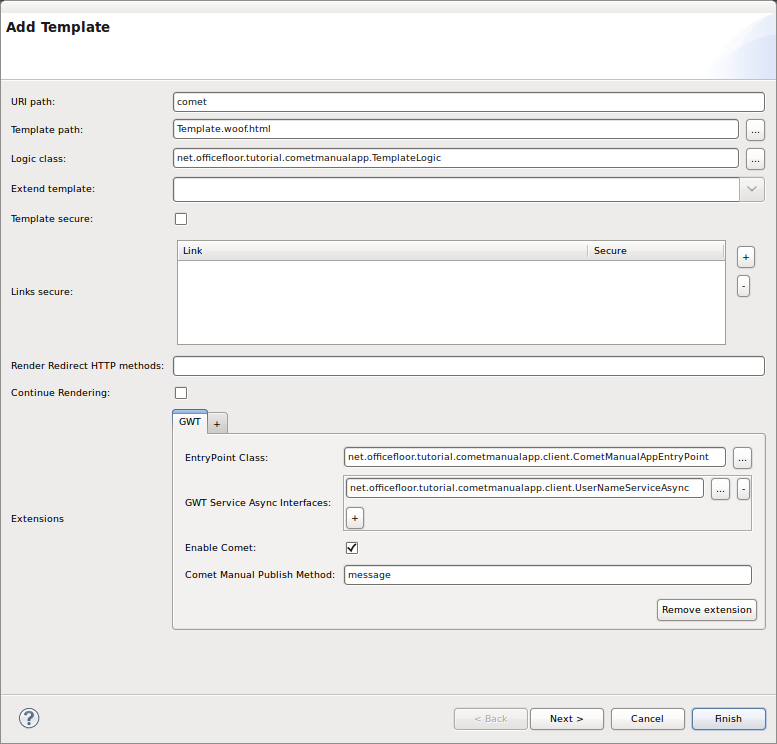 Add Template
URI path: comet
Template path: Template.woof.html ...
Logic class: net.officefloor.tutorial.cometmanualapp.TemplateLogic ...
Extend template:
Template secure:
Link Secure +
Links secure: -
Render Redirect HTTP methods:
Continue Rendering:
GWT +
EntryPoint Class: net.officefloor.tutorial.cometmanualapp.client.CometManualAppEntryPoint ...
GWT Service Async Interfaces: net.officefloor.tutorial.cometmanualapp.client.UserNameServiceAsync ... -
+
Extensions
Enable Comet:
Comet Manual Publish Method: message
Remove extension
? < Back Next > Cancel Finish